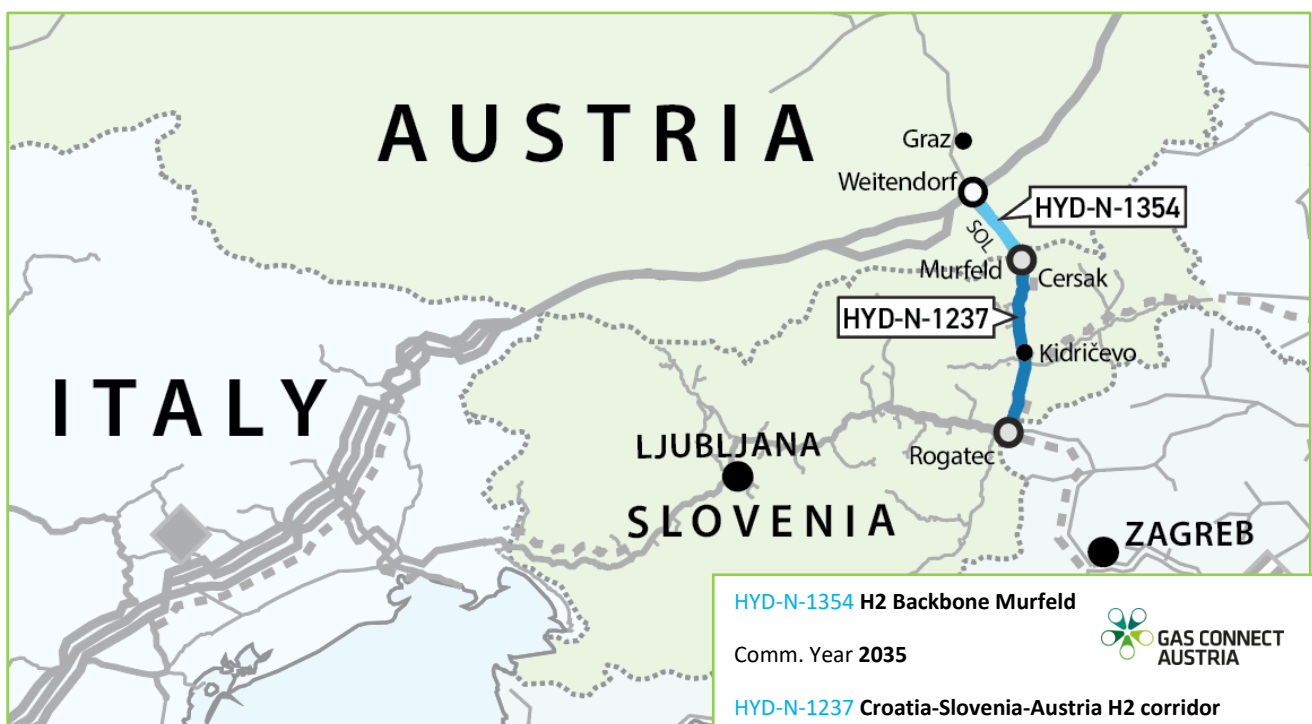 AUSTRIA
Graz
Weitendorf
HYD-N-1354
SOL
Murfeld
Cersak
HYD-N-1237
Kidričevo
ITALY
Rogatec
LJUBLJANA
SLOVENIA
ZAGREB
HYD-N-1354 H2 Backbone Murfeld
GAS CONNECT
AUSTRIA
Comm. Year 2035
HYD-N-1237 Croatia-Slovenia-Austria H2 corridor